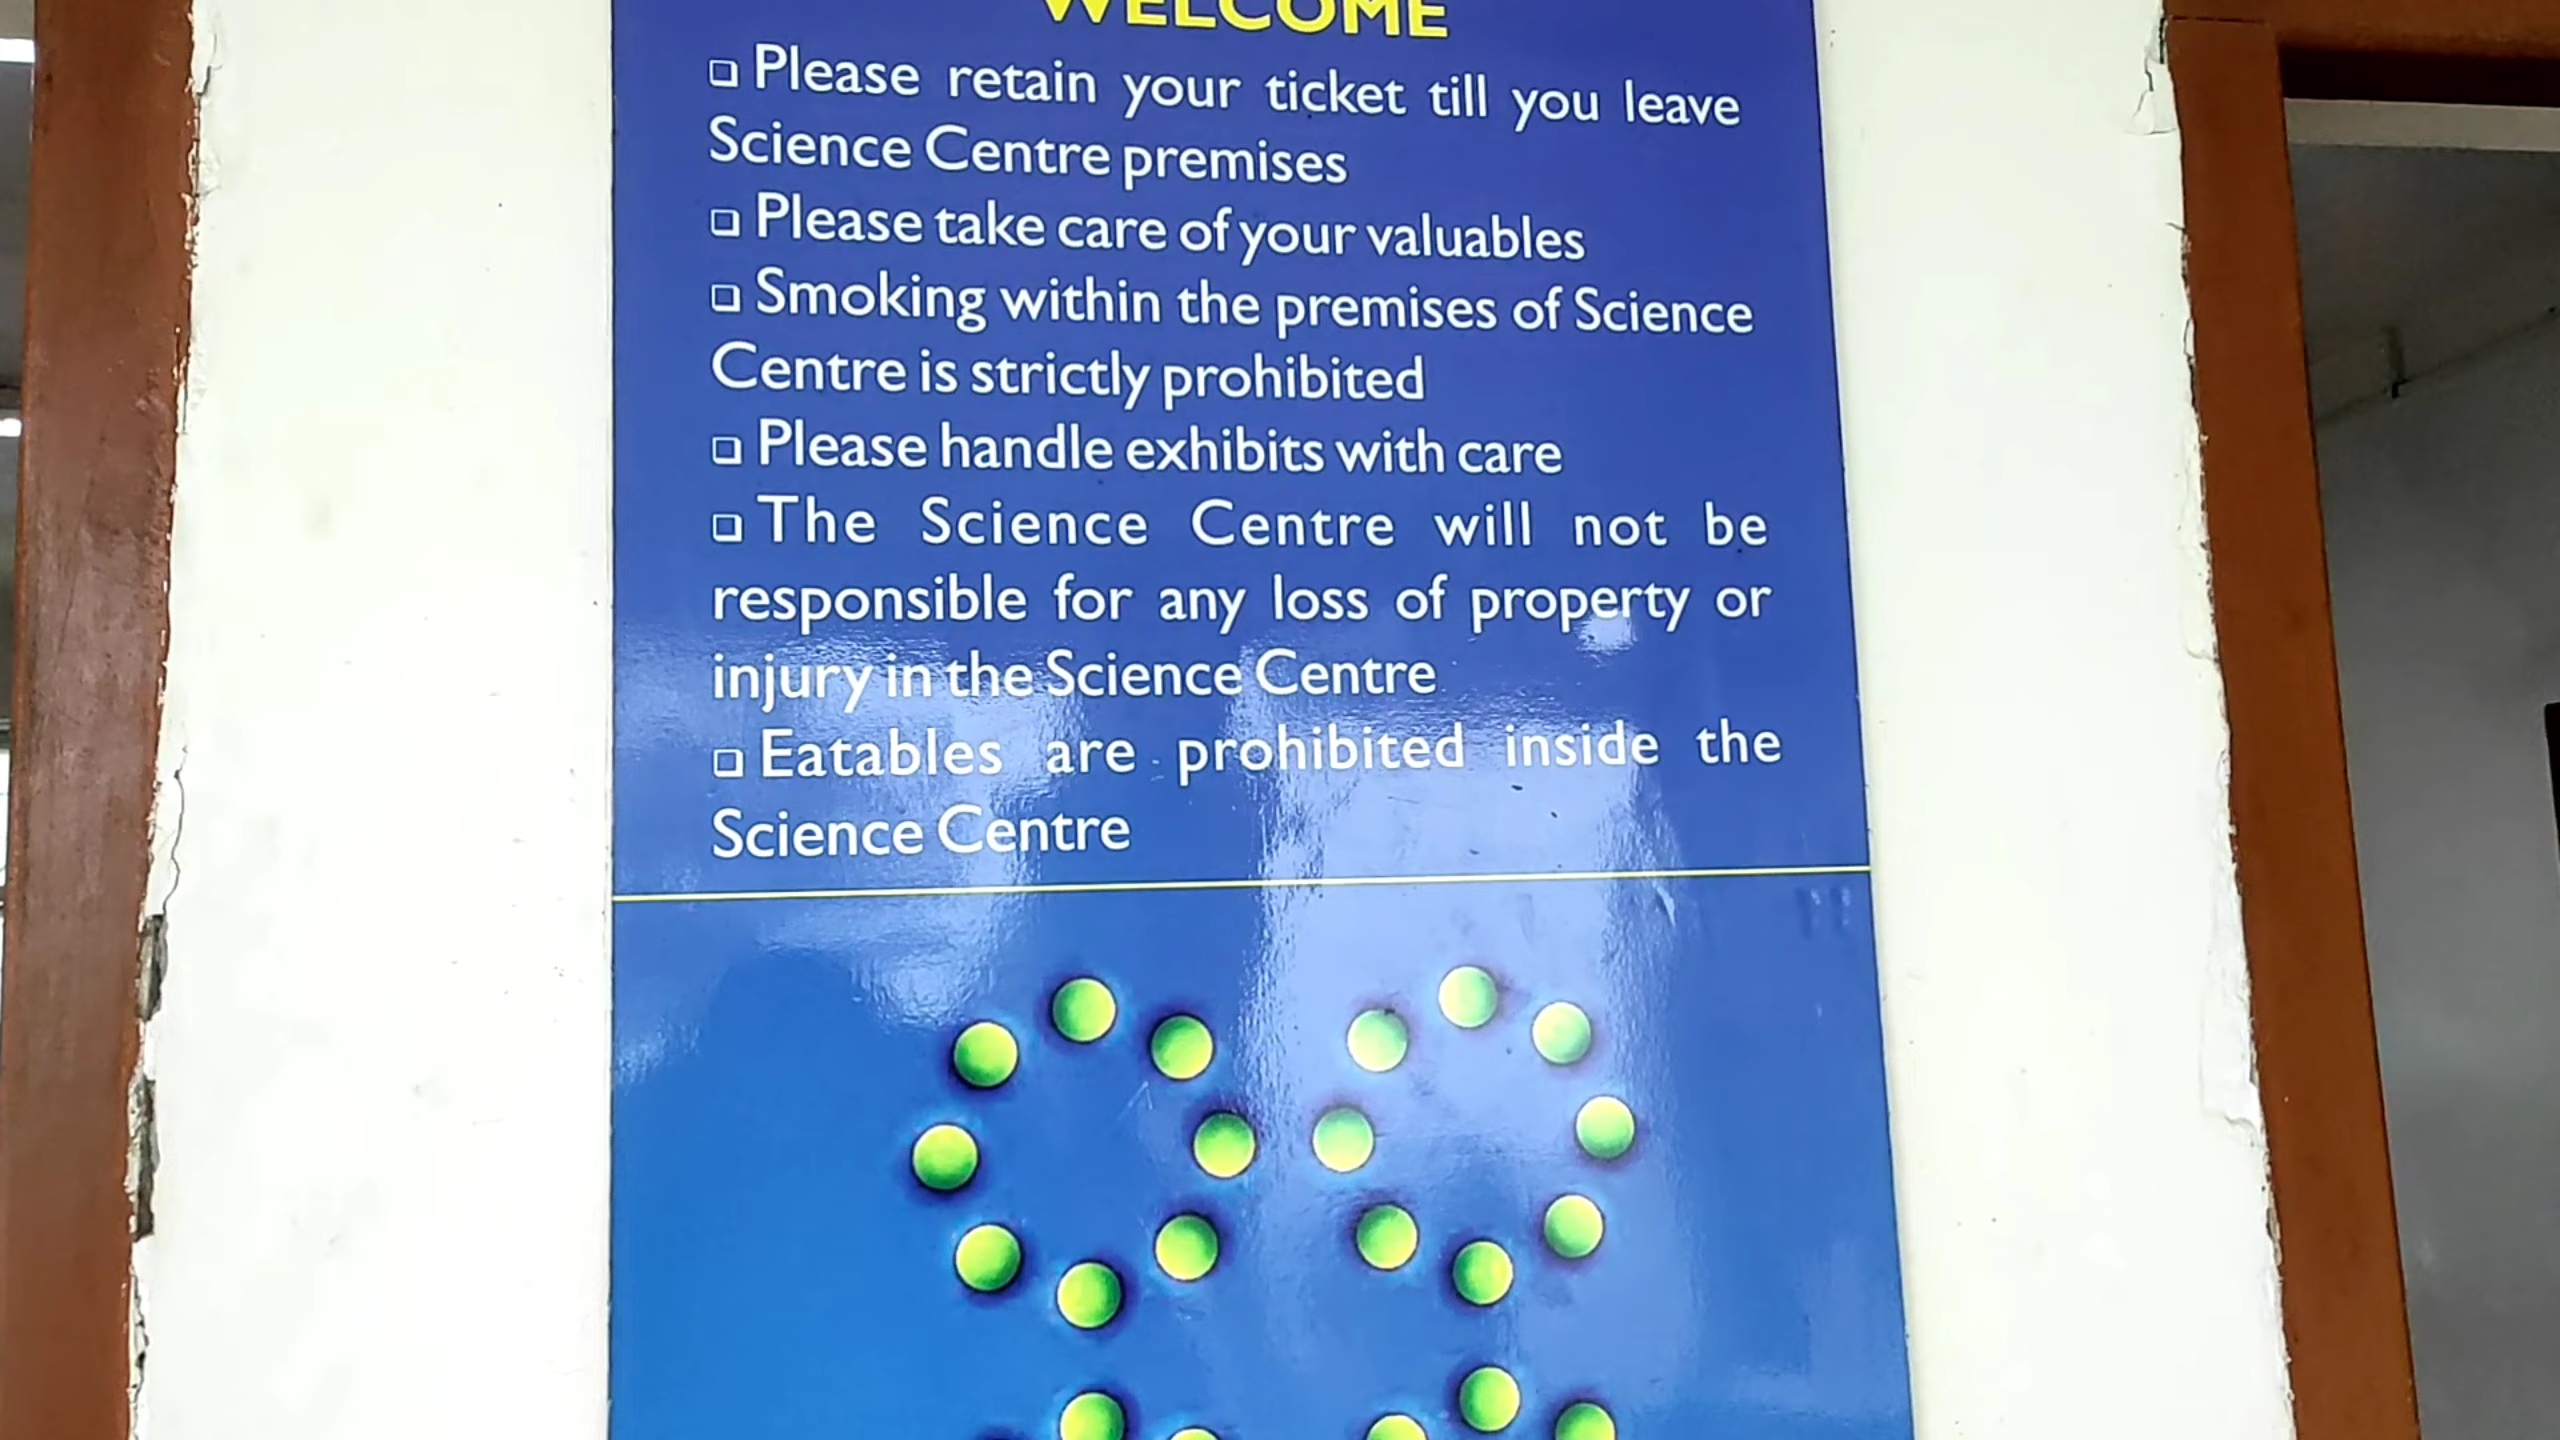 WELCOME
❑ Please retain your ticket till you leave
Science Centre premises
❑ Please take care of your valuables
❑ Smoking within the premises of Science
Centre is strictly prohibited
❑ Please handle exhibits with care
❑ The Science Centre will not be
responsible for any loss of property or
injury in the Science Centre
❑ Eatables are prohibited inside the
Science Centre